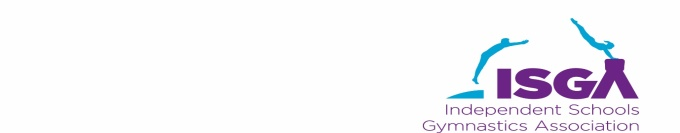 ISGA
Independent Schools
Gymnastics Association